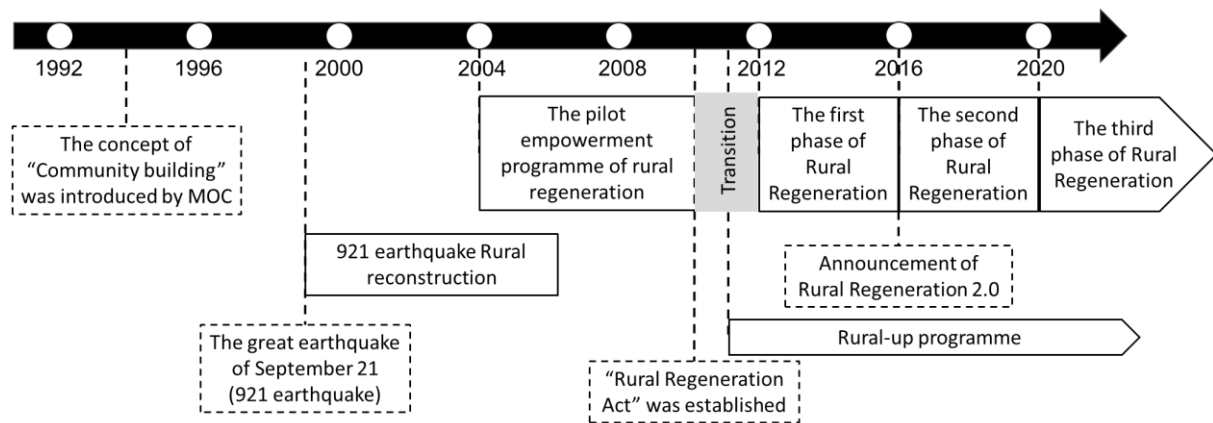 1992
1996
2000
2004
2008
2012
2016
2020
The concept of
“Community building”
was introduced by MOC
The pilot
empowerment
programme of rural
regeneration
Transition
The first
phase of
Rural
Regeneration
The second
phase of
Rural
Regeneration
The third
phase of Rural
Regeneration
921 earthquake Rural
reconstruction
Announcement of
Rural Regeneration 2.0
Rural-up programme
The great earthquake
of September 21
(921 earthquake)
“Rural Regeneration
Act” was established